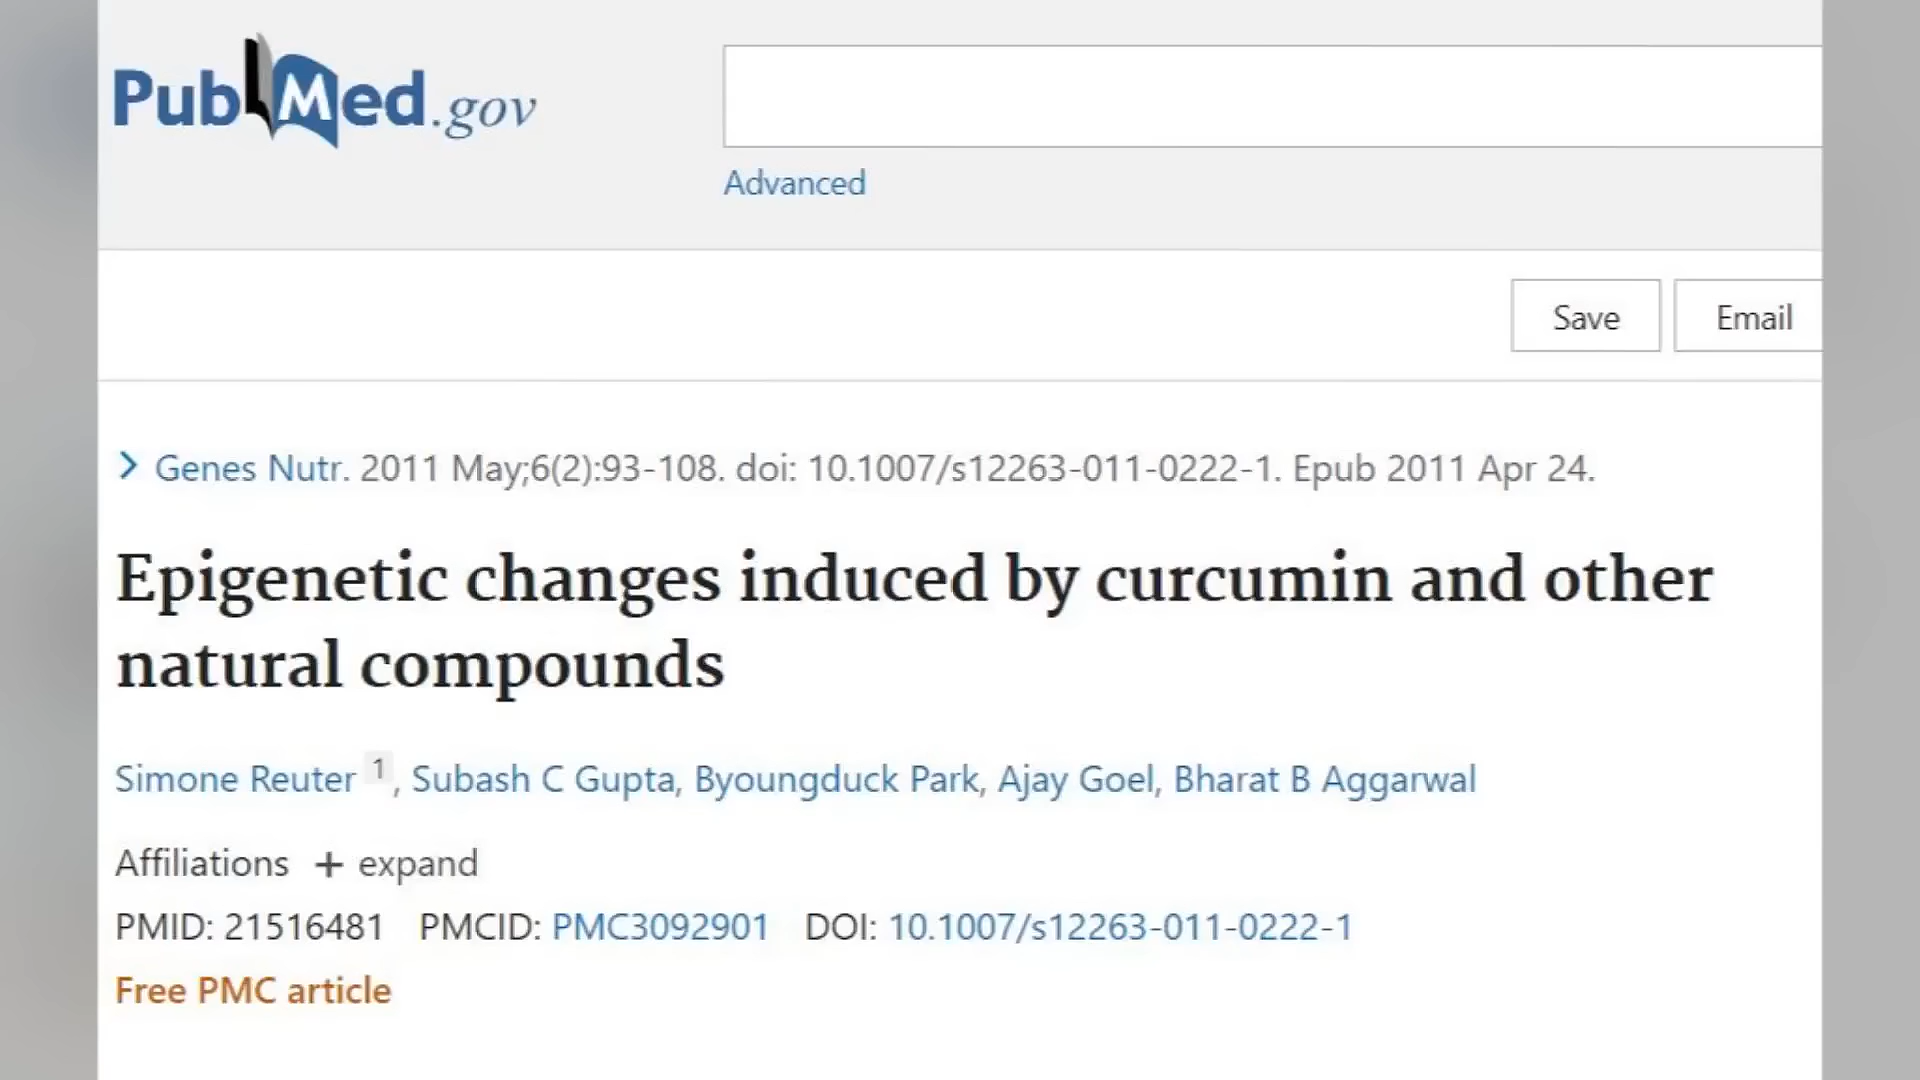 PubMed.gov
Advanced
Save Email
Genes Nutr. 2011 May;6(2):93-108. doi: 10.1007/s12263-011-0222-1. Epub 2011 Apr 24.
Epigenetic changes induced by curcumin and other
natural compounds
Simone Reuter 1, Subash C Gupta, Byoungduck Park, Ajay Goel, Bharat B Aggarwal
Affiliations + expand
PMID: 21516481 PMCID: PMC3092901 DOI: 10.1007/s12263-011-0222-1
Free PMC article